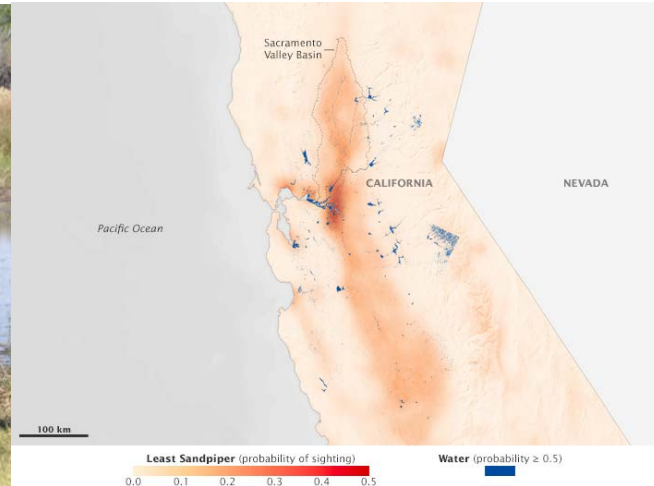 Sacramento
Valley Basin
CALIFORNIA
NEVADA
Pacific Ocean
100 km
Least Sandpiper (probability of sighting)
0.0 0.1 0.2 0.3 0.4 0.5
Water (probability ≥ 0.5)